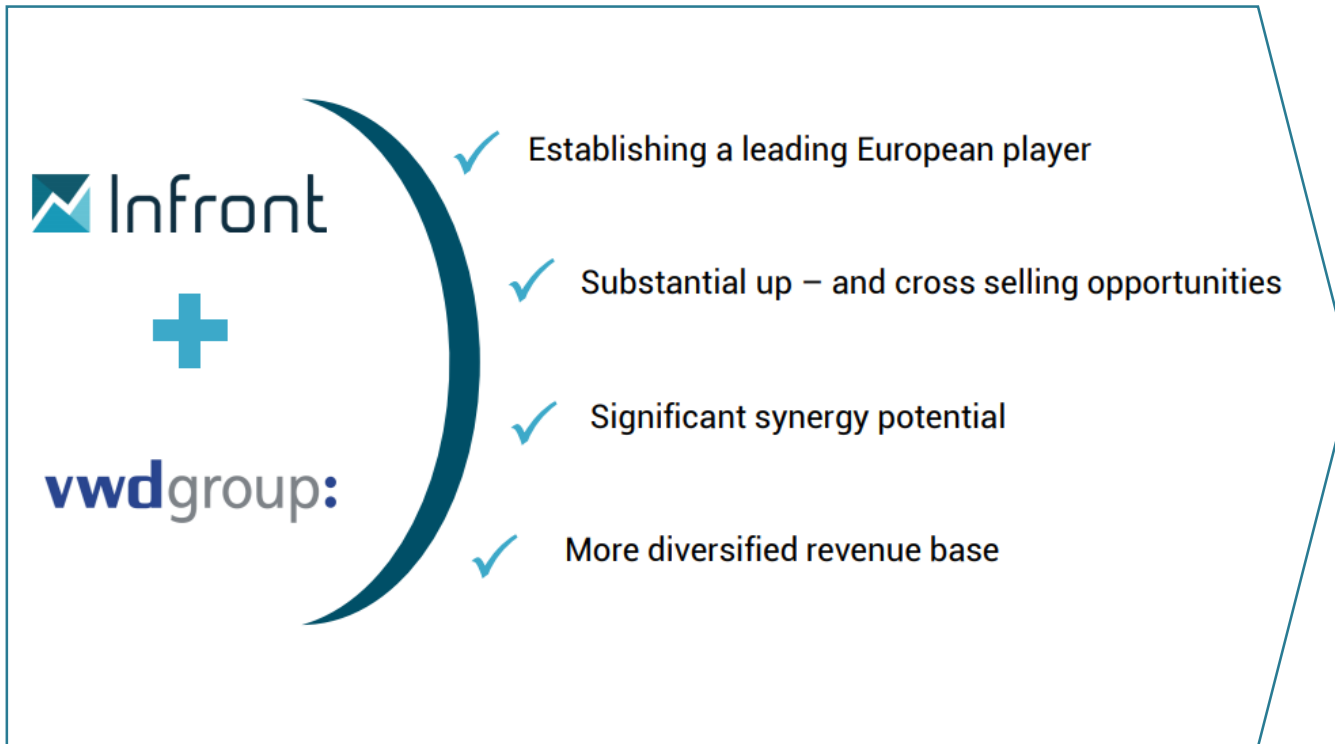 Infront
vwdgroup:
Establishing a leading European player
Substantial up – and cross selling opportunities
Significant synergy potential
More diversified revenue base